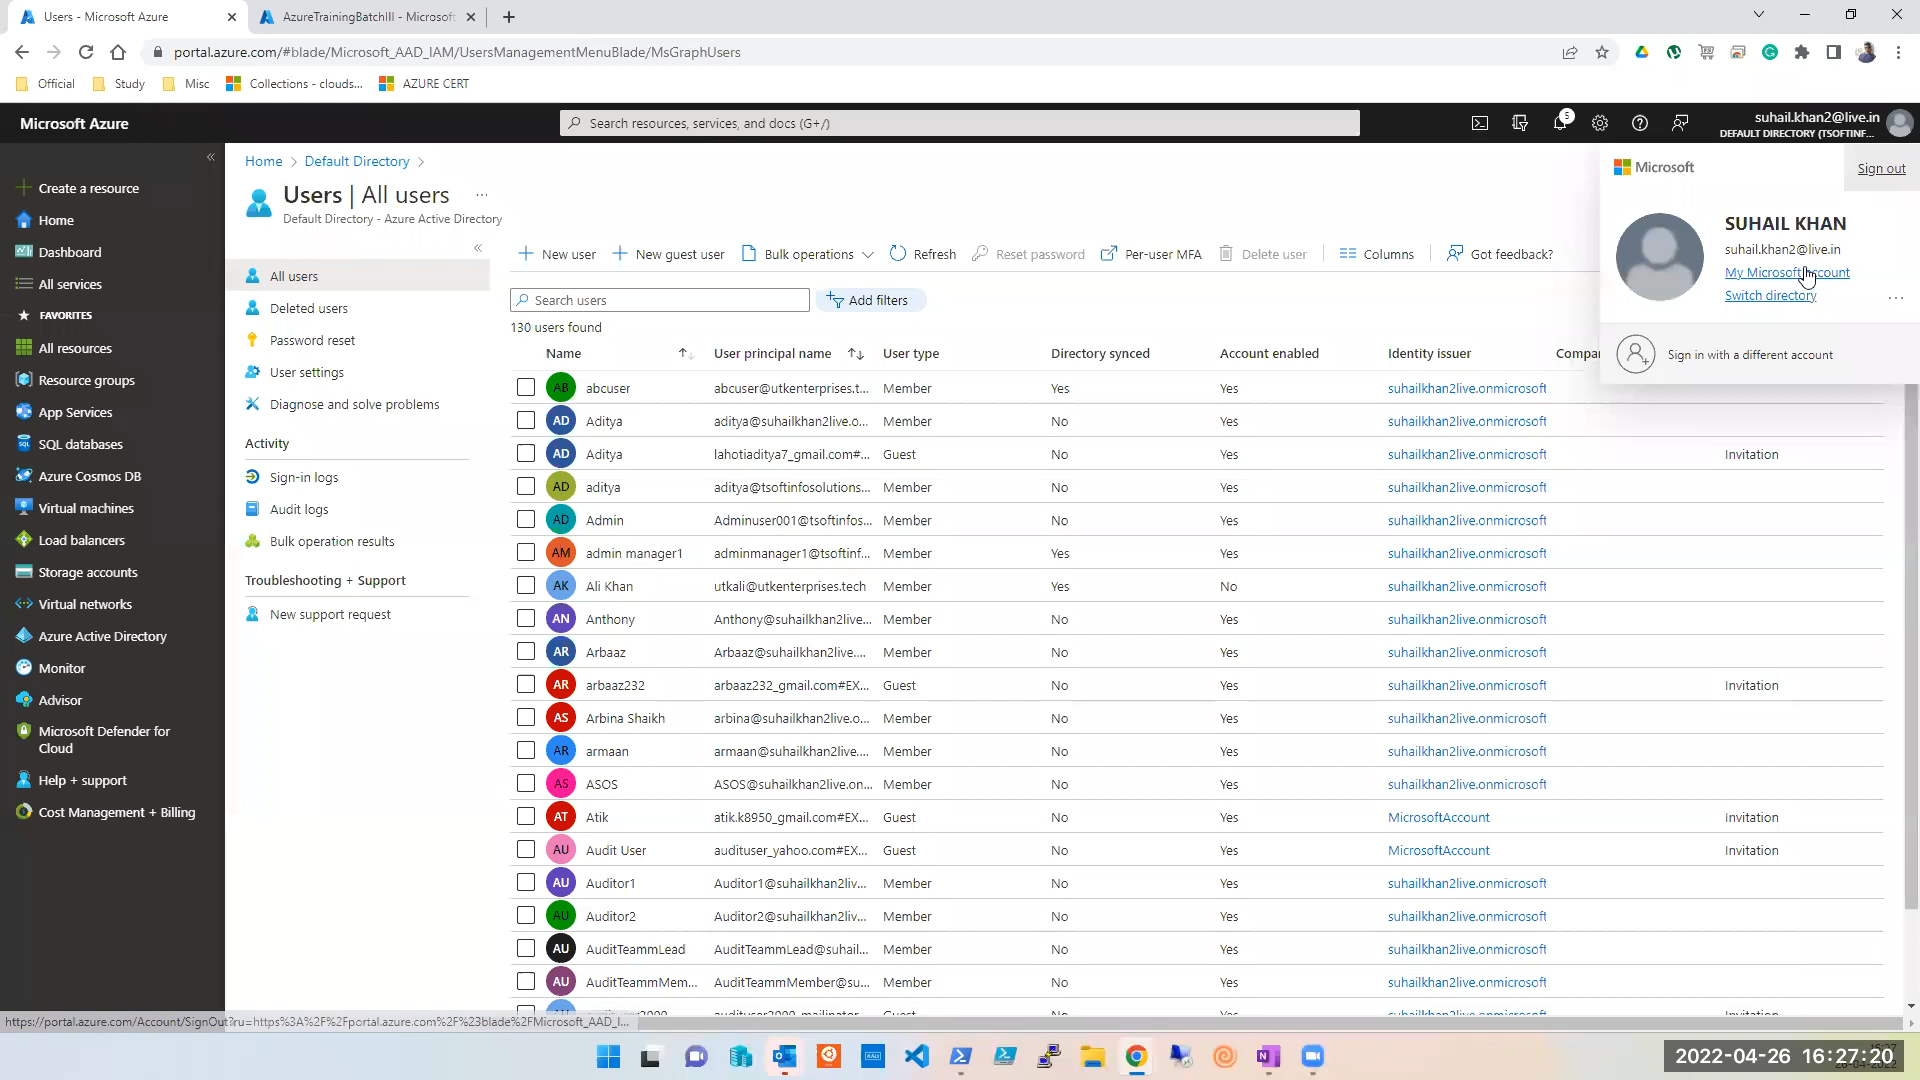 Users - Microsoft Azure
AzureTrainingBatchIII - Microsoft
portal.azure.com/#blade/Microsoft_AAD_IAM/UsersManagementMenuBlade/MsGraphUsers
Official
Study
Misc
Collections - clouds...
AZURE CERT
Microsoft Azure
Search resources, services, and docs (G+/)
5
suhail.khan2@live.in
DEFAULT DIRECTORY (TSOFTINF...
Create a resource
Home
Dashboard
All services
FAVORITES
All resources
Resource groups
App Services
SQL databases
Azure Cosmos DB
Virtual machines
Load balancers
Storage accounts
Virtual networks
Azure Active Directory
Monitor
Advisor
Microsoft Defender for
Cloud
Help + support
Cost Management + Billing
Home > Default Directory >
Users | All users ...
Default Directory - Azure Active Directory
All users
Deleted users
Password reset
User settings
Diagnose and solve problems
Activity
Sign-in logs
Audit logs
Bulk operation results
Troubleshooting + Support
New support request
New user
New guest user
Bulk operations
Refresh
Reset password
Per-user MFA
Delete user
Columns
Got feedback?
Search users
Add filters
130 users found
Name User principal name User type Directory synced Account enabled Identity issuer
AB abcuser abcuser@utkenterprises.t... Member Yes Yes suhailkhan2live.onmicrosoft
AD Aditya aditya@suhailkhan2live.o... Member No Yes suhailkhan2live.onmicrosoft
AD Aditya lahotiaditya7_gmail.com#... Guest No Yes suhailkhan2live.onmicrosoft Invitation
AD aditya aditya@tsoftinfosolutions... Member No Yes suhailkhan2live.onmicrosoft
AD Admin Adminuser001@tsoftinfos... Member No Yes suhailkhan2live.onmicrosoft
AM admin manager1 adminmanager1@tsoftinf... Member Yes Yes suhailkhan2live.onmicrosoft
AK Ali Khan utkali@utkenterprises.tech Member Yes No suhailkhan2live.onmicrosoft
AN Anthony Anthony@suhailkhan2live... Member No Yes suhailkhan2live.onmicrosoft
AR Arbaaz Arbaaz@suhailkhan2live.... Member No Yes suhailkhan2live.onmicrosoft
AR arbaaz232 arbaaz232_gmail.com#EX... Guest No Yes suhailkhan2live.onmicrosoft Invitation
AS Arbina Shaikh arbina@suhailkhan2live.o... Member No Yes suhailkhan2live.onmicrosoft
AR armaan armaan@suhailkhan2live.... Member No Yes suhailkhan2live.onmicrosoft
AS ASOS ASOS@suhailkhan2live.on... Member No Yes suhailkhan2live.onmicrosoft
AT Atik atik.k8950_gmail.com#EX... Guest No Yes MicrosoftAccount Invitation
AU Audit User audituser_yahoo.com#EX... Guest No Yes MicrosoftAccount Invitation
AU Auditor1 Auditor1@suhailkhan2liv... Member No Yes suhailkhan2live.onmicrosoft
AU Auditor2 Auditor2@suhailkhan2liv... Member No Yes suhailkhan2live.onmicrosoft
AU AuditTeammLead AuditTeammLead@suhail... Member No Yes suhailkhan2live.onmicrosoft
AU AuditTeammMem... AuditTeammMember@su... Member No Yes suhailkhan2live.onmicrosoft
Microsoft
Sign out
SUHAIL KHAN
suhail.khan2@live.in
My Microsoft account
Switch directory
...
Sign in with a different account
https://portal.azure.com/Account/SignOut?ru=https%3A%2F%2Fportal.azure.com%2F%23blade%2FMicrosoft_AAD_I...
2022-04-26 16:27:20